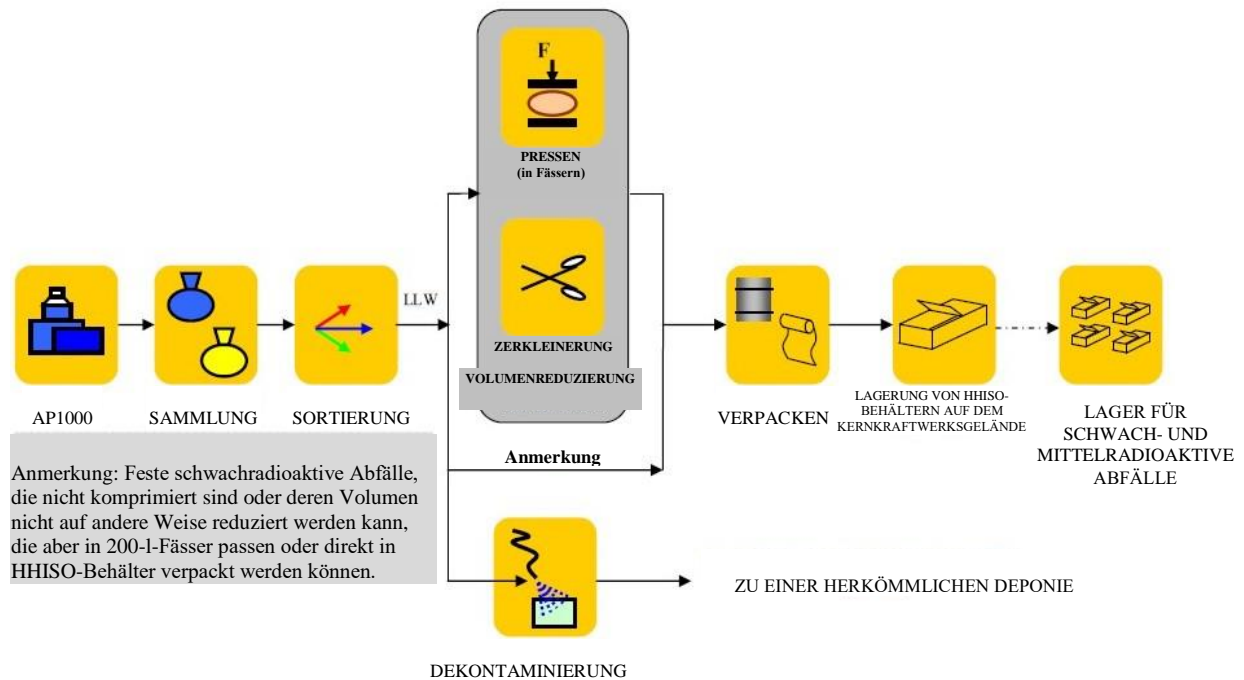 F
PRESSEN
(in Fässern)
LLW
ZERKLEINERUNG
VOLUMENREDUZIERUNG
AP1000
SAMMLUNG
SORTIERUNG
VERPACKEN
LAGERUNG VON HHISO-
BEHÄLTERN AUF DEM
KERNKRAFTWERKSGELÄNDE
LAGER FÜR
SCHWACH- UND
MITTELRADIOAKTIVE
ABFÄLLE
Anmerkung
Anmerkung: Feste schwachradioaktive Abfälle,
die nicht komprimiert sind oder deren Volumen
nicht auf andere Weise reduziert werden kann,
die aber in 200-l-Fässer passen oder direkt in
HHISO-Behälter verpackt werden können.
ZU EINER HERKÖMMLICHEN DEPONIE
DEKONTAMINIERUNG